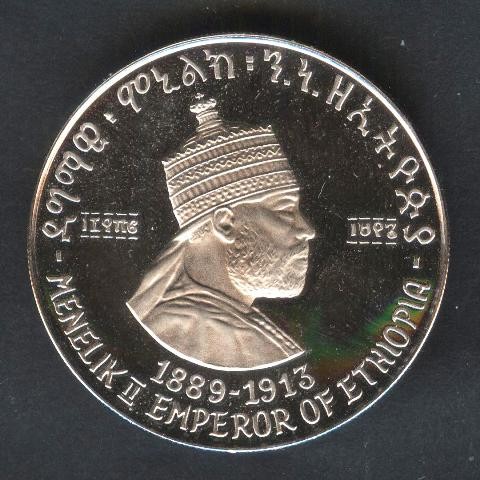 ዳግማዊ ፡ ምኒልክ ፡ ን.ነ.ዘኢትዮጵያ
1889-1913
- MENELIK II EMPEROR OF ETHIOPIA -